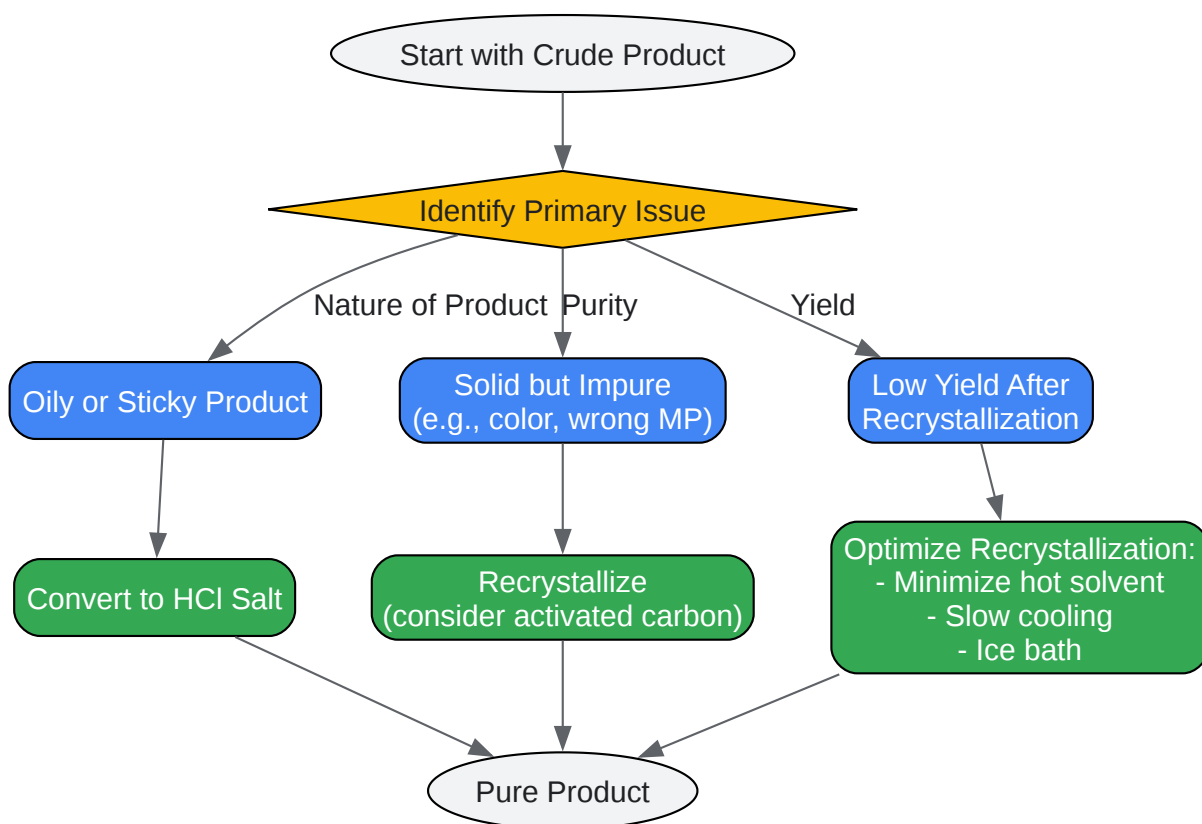 Start with Crude Product
Identify Primary Issue
Nature of Product
Purity
Yield
Oily or Sticky Product
Solid but Impure
(e.g., color, wrong MP)
Low Yield After
Recrystallization
Convert to HCl Salt
Recrystallize
(consider activated carbon)
Optimize Recrystallization:
- Minimize hot solvent
- Slow cooling
- Ice bath
Pure Product